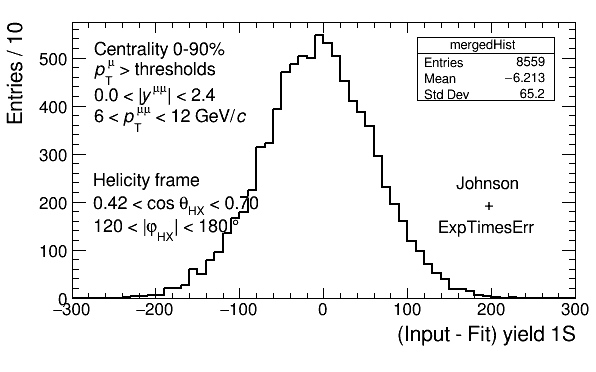 Entries / 10
Centrality 0-90%
p_T^μ > thresholds
0.0 < |y^μμ| < 2.4
6 < p_T^μμ < 12 GeV/c
Helicity frame
0.42 < cos θ_HX < 0.70
120 < |φ_HX| < 180°
mergedHist
Entries 8559
Mean −6.213
Std Dev 65.2
Johnson
+
ExpTimesErr
500
400
300
200
100
0
−300 −200 −100 0 100 200 300
(Input - Fit) yield 1S